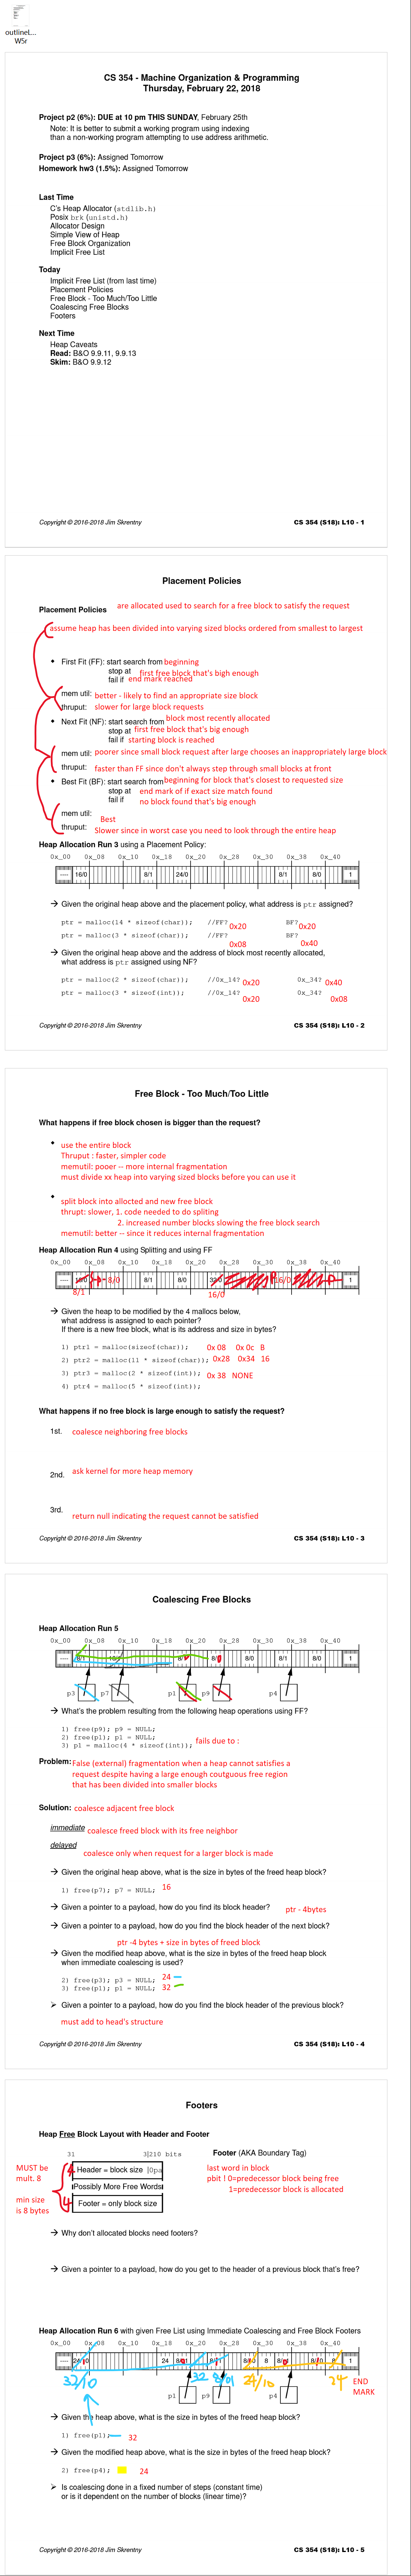 outlineL...
W5r
CS 354 - Machine Organization & Programming
Thursday, February 22, 2018
Project p2 (6%): DUE at 10 pm THIS SUNDAY, February 25th
Note: It is better to submit a working program using indexing
than a non-working program attempting to use address arithmetic.
Project p3 (6%): Assigned Tomorrow
Homework hw3 (1.5%): Assigned Tomorrow
Last Time
C's Heap Allocator (stdlib.h)
Posix brk (unistd.h)
Allocator Design
Simple View of Heap
Free Block Organization
Implicit Free List
Today
Implicit Free List (from last time)
Placement Policies
Free Block - Too Much/Too Little
Coalescing Free Blocks
Footers
Next Time
Heap Caveats
Read: B&O 9.9.11, 9.9.13
Skim: B&O 9.9.12
Copyright © 2016-2018 Jim Skrentny CS 354 (S18): L10 - 1
Placement Policies
Placement Policies are allocated used to search for a free block to satisfy the request
assume heap has been divided into varying sized blocks ordered from smallest to largest
• First Fit (FF): start search from beginning
stop at first free block that's bigh enough
fail if end mark reached
mem util: better - likely to find an appropriate size block
thruput: slower for large block requests
• Next Fit (NF): start search from block most recently allocated
stop at first free block that's big enough
fail if starting block is reached
mem util: poorer since small block request after large chooses an inappropriately large block
thruput: faster than FF since don't always step through small blocks at front
• Best Fit (BF): start search from beginning for block that's closest to requested size
stop at end mark of if exact size match found
fail if no block found that's big enough
mem util: Best
thruput: Slower since in worst case you need to look through the entire heap
Heap Allocation Run 3 using a Placement Policy:
0x_00 0x_08 0x_10 0x_18 0x_20 0x_28 0x_30 0x_38 0x_40
---- 16/0 8/1 24/0 8/1 8/0 1
→ Given the original heap above and the placement policy, what address is ptr assigned?
ptr = malloc(14 * sizeof(char)); //FF? 0x20 BF? 0x20
ptr = malloc(3 * sizeof(char)); //FF? 0x08 BF? 0x40
→ Given the original heap above and the address of block most recently allocated,
what address is ptr assigned using NF?
ptr = malloc(2 * sizeof(char)); //0x_14? 0x20 0x_34? 0x40
ptr = malloc(3 * sizeof(int)); //0x_14? 0x20 0x_34? 0x08
Copyright © 2016-2018 Jim Skrentny CS 354 (S18): L10 - 2
Free Block - Too Much/Too Little
What happens if free block chosen is bigger than the request?
• use the entire block
Thruput : faster, simpler code
memutil: pooer -- more internal fragmentation
must divide xx heap into varying sized blocks before you can use it
• split block into allocted and new free block
thrupt: slower, 1. code needed to do spliting
2. increased number blocks slowing the free block search
memutil: better -- since it reduces internal fragmentation
Heap Allocation Run 4 using Splitting and using FF
0x_00 0x_08 0x_10 0x_18 0x_20 0x_28 0x_30 0x_38 0x_40
---- 8/0 8/1 8/0 16/0 1
8/1 16/0
→ Given the heap to be modified by the 4 mallocs below,
what address is assigned to each pointer?
If there is a new free block, what is its address and size in bytes?
1) ptr1 = malloc(sizeof(char)); 0x 08 0x 0c 8
2) ptr2 = malloc(11 * sizeof(char)); 0x28 0x34 16
3) ptr3 = malloc(2 * sizeof(int)); 0x 38 NONE
4) ptr4 = malloc(5 * sizeof(int));
What happens if no free block is large enough to satisfy the request?
1st. coalesce neighboring free blocks
2nd. ask kernel for more heap memory
3rd. return null indicating the request cannot be satisfied
Copyright © 2016-2018 Jim Skrentny CS 354 (S18): L10 - 3
Coalescing Free Blocks
Heap Allocation Run 5
0x_00 0x_08 0x_10 0x_18 0x_20 0x_28 0x_30 0x_38 0x_40
---- 8/0 8/1 8/0 1
p3 p7 p1 p9 p4
→ What's the problem resulting from the following heap operations using FF?
1) free(p9); p9 = NULL;
2) free(p1); p1 = NULL;
3) p1 = malloc(4 * sizeof(int)); fails due to :
Problem: False (external) fragmentation when a heap cannot satisfies a
request despite having a large enough coutguous free region
that has been divided into smaller blocks
Solution: coalesce adjacent free block
immediate coalesce freed block with its free neighbor
delayed
coalesce only when request for a larger block is made
→ Given the original heap above, what is the size in bytes of the freed heap block?
1) free(p7); p7 = NULL; 16
→ Given a pointer to a payload, how do you find its block header? ptr - 4bytes
→ Given a pointer to a payload, how do you find the block header of the next block?
ptr -4 bytes + size in bytes of freed block
→ Given the modified heap above, what is the size in bytes of the freed heap block
when immediate coalescing is used?
2) free(p3); p3 = NULL; 24
3) free(p1); p1 = NULL; 32
➢ Given a pointer to a payload, how do you find the block header of the previous block?
must add to head's structure
Copyright © 2016-2018 Jim Skrentny CS 354 (S18): L10 - 4
Footers
Heap Free Block Layout with Header and Footer
31 3|210 bits Footer (AKA Boundary Tag)
MUST be
mult. 8
min size
is 8 bytes
4 Header = block size |0pa
Possibly More Free Words
4 Footer = only block size
last word in block
pbit ! 0=predecessor block being free
1=predecessor block is allocated
→ Why don't allocated blocks need footers?
→ Given a pointer to a payload, how do you get to the header of a previous block that's free?
Heap Allocation Run 6 with given Free List using Immediate Coalescing and Free Block Footers
0x_00 0x_08 0x_10 0x_18 0x_20 0x_28 0x_30 0x_38 0x_40
---- 24 8 1
32/10 32 8/01 24/10 24 END
MARK
p1 p9 p4
→ Given the heap above, what is the size in bytes of the freed heap block?
1) free(p1); 32
→ Given the modified heap above, what is the size in bytes of the freed heap block?
2) free(p4); 24
➢ Is coalescing done in a fixed number of steps (constant time)
or is it dependent on the number of blocks (linear time)?
Copyright © 2016-2018 Jim Skrentny CS 354 (S18): L10 - 5